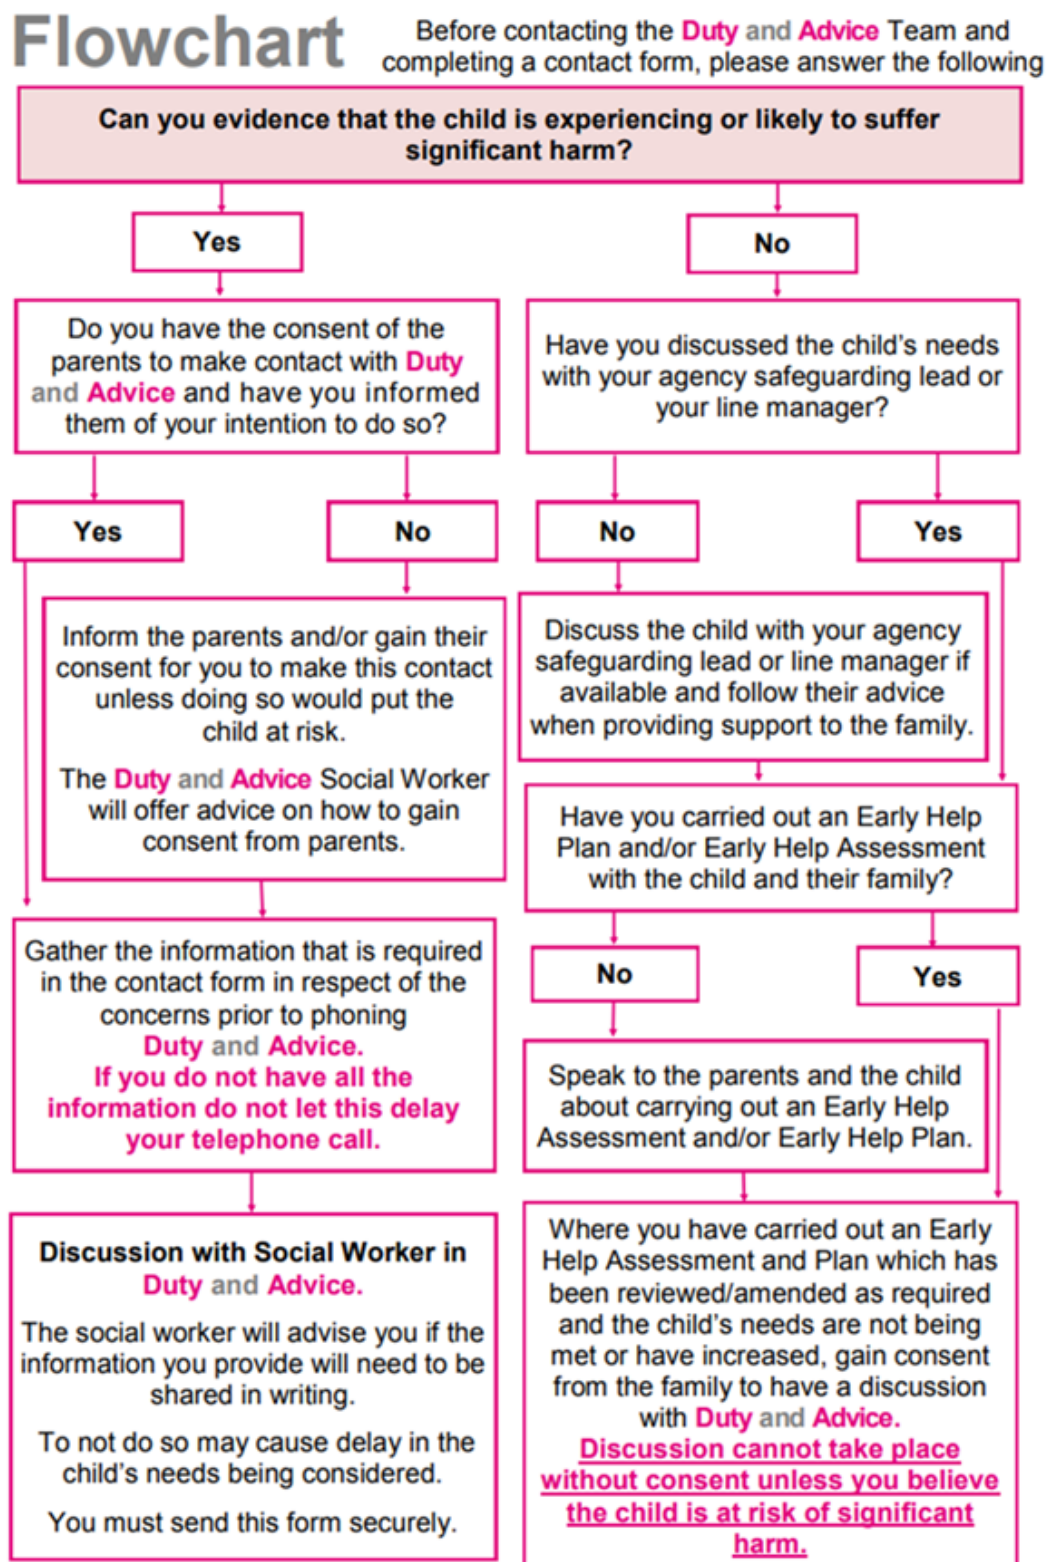 Flowchart
Before contacting the Duty and Advice Team and
completing a contact form, please answer the following
Can you evidence that the child is experiencing or likely to suffer
significant harm?
Yes
No
Do you have the consent of the
parents to make contact with Duty
and Advice and have you informed
them of your intention to do so?
Have you discussed the child's needs
with your agency safeguarding lead or
your line manager?
Yes
No
No
Yes
Inform the parents and/or gain their
consent for you to make this contact
unless doing so would put the
child at risk.
The Duty and Advice Social Worker
will offer advice on how to gain
consent from parents.
Discuss the child with your agency
safeguarding lead or line manager if
available and follow their advice
when providing support to the family.
Have you carried out an Early Help
Plan and/or Early Help Assessment
with the child and their family?
Gather the information that is required
in the contact form in respect of the
concerns prior to phoning
Duty and Advice.
If you do not have all the
information do not let this delay
your telephone call.
No
Yes
Speak to the parents and the child
about carrying out an Early Help
Assessment and/or Early Help Plan.
Discussion with Social Worker in
Duty and Advice.
The social worker will advise you if the
information you provide will need to be
shared in writing.
To not do so may cause delay in the
child's needs being considered.
You must send this form securely.
Where you have carried out an Early
Help Assessment and Plan which has
been reviewed/amended as required
and the child's needs are not being
met or have increased, gain consent
from the family to have a discussion
with Duty and Advice.
Discussion cannot take place
without consent unless you believe
the child is at risk of significant
harm.